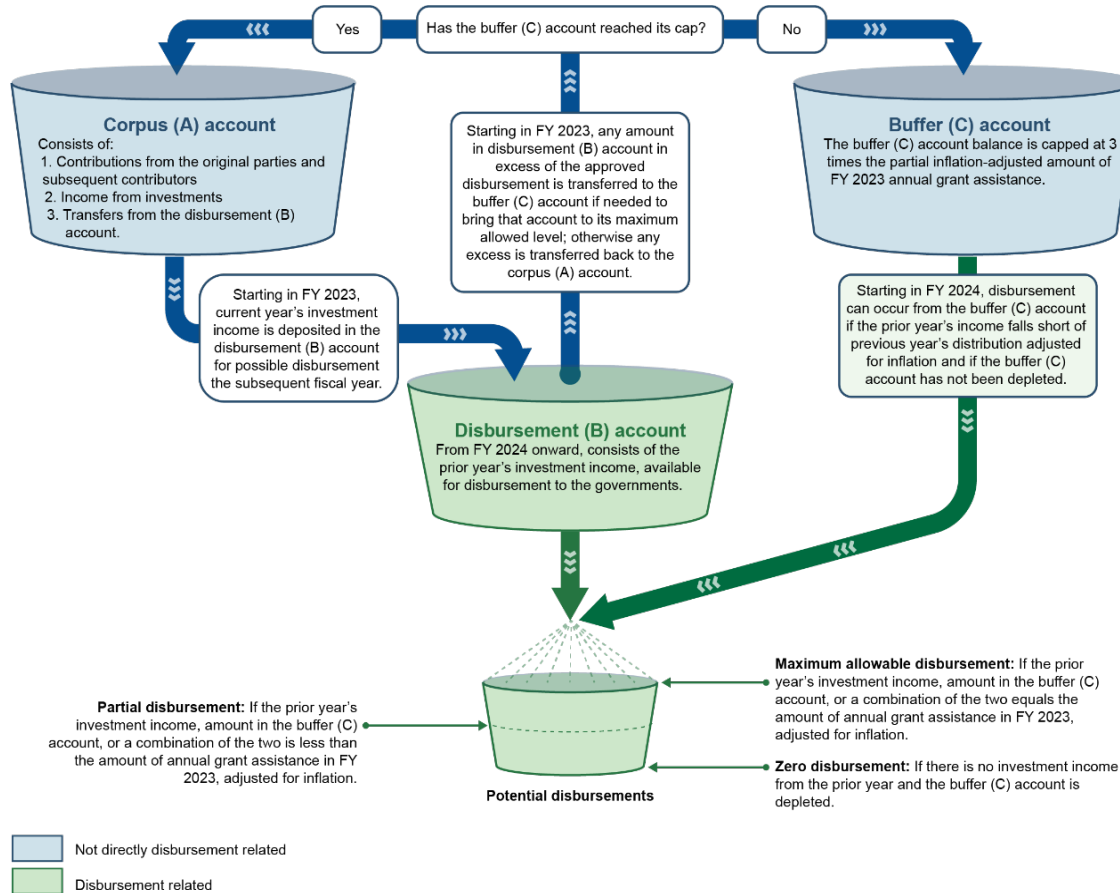 Yes
Has the buffer (C) account reached its cap?
No
Corpus (A) account
Consists of:
1. Contributions from the original parties and
subsequent contributors
2. Income from investments
3. Transfers from the disbursement (B)
account.
Starting in FY 2023, any amount
in disbursement (B) account in
excess of the approved
disbursement is transferred to the
buffer (C) account if needed to
bring that account to its maximum
allowed level; otherwise any
excess is transferred back to the
corpus (A) account.
Buffer (C) account
The buffer (C) account balance is capped at 3
times the partial inflation-adjusted amount of
FY 2023 annual grant assistance.
Starting in FY 2023,
current year’s investment
income is deposited in the
disbursement (B) account
for possible disbursement
the subsequent fiscal year.
Starting in FY 2024, disbursement
can occur from the buffer (C) account
if the prior year’s income falls short of
previous year’s distribution adjusted
for inflation and if the buffer (C)
account has not been depleted.
Disbursement (B) account
From FY 2024 onward, consists of the
prior year’s investment income, available
for disbursement to the governments.
Partial disbursement: If the prior year’s
investment income, amount in the buffer (C)
account, or a combination of the two is less than
the amount of annual grant assistance in FY
2023, adjusted for inflation.
Maximum allowable disbursement: If the prior
year’s investment income, amount in the buffer (C)
account, or a combination of the two equals the
amount of annual grant assistance in FY 2023,
adjusted for inflation.
Zero disbursement: If there is no investment income
from the prior year and the buffer (C) account is
depleted.
Potential disbursements
Not directly disbursement related
Disbursement related